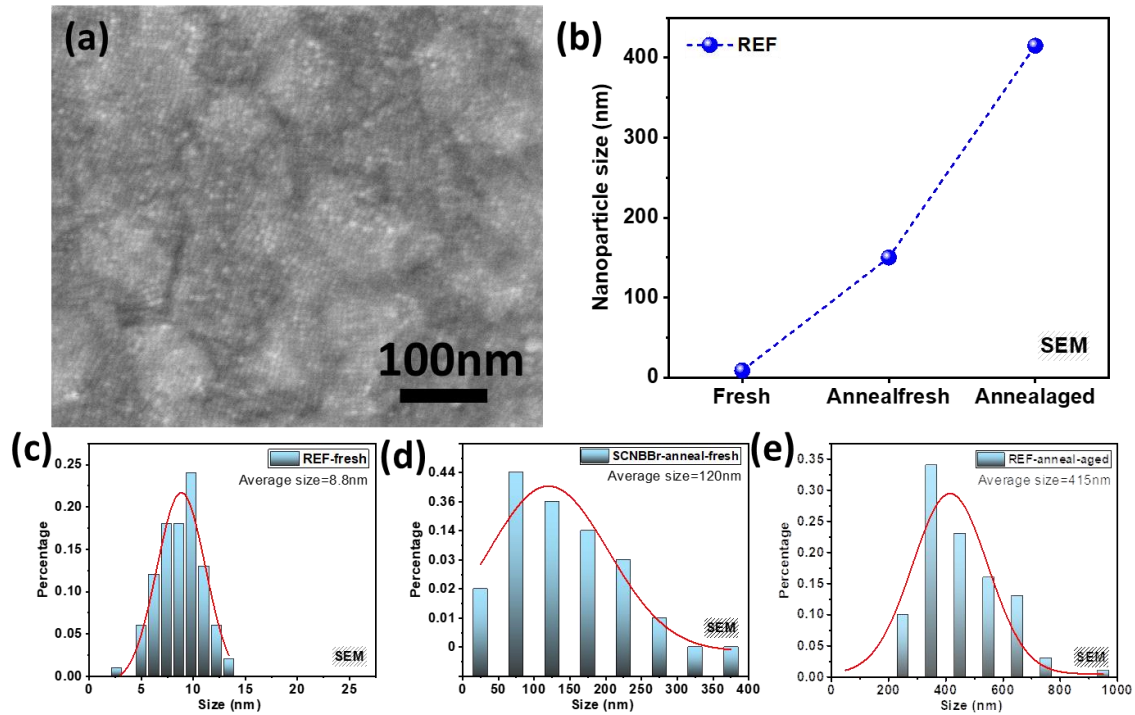 (a)
100nm
(b)
REF
Nanoparticle size (nm)
400
300
200
100
0
Fresh Annealfresh Annealaged
SEM
(c)
REF-fresh
Average size=8.8nm
Percentage
0.25
0.20
0.15
0.10
0.05
0.00
0 5 10 15 20 25
Size (nm)
SEM
(d)
SCNBBr-anneal-fresh
Average size=120nm
Percentage
0.44
0.36
0.14
0.03
0.02
0.01
0
0 50 100 150 200 250 300 350 400
Size (nm)
SEM
(e)
REF-anneal-aged
Average size=415nm
Percentage
0.35
0.30
0.25
0.20
0.15
0.10
0.05
0.00
0 200 400 600 800 1000
Size (nm)
SEM